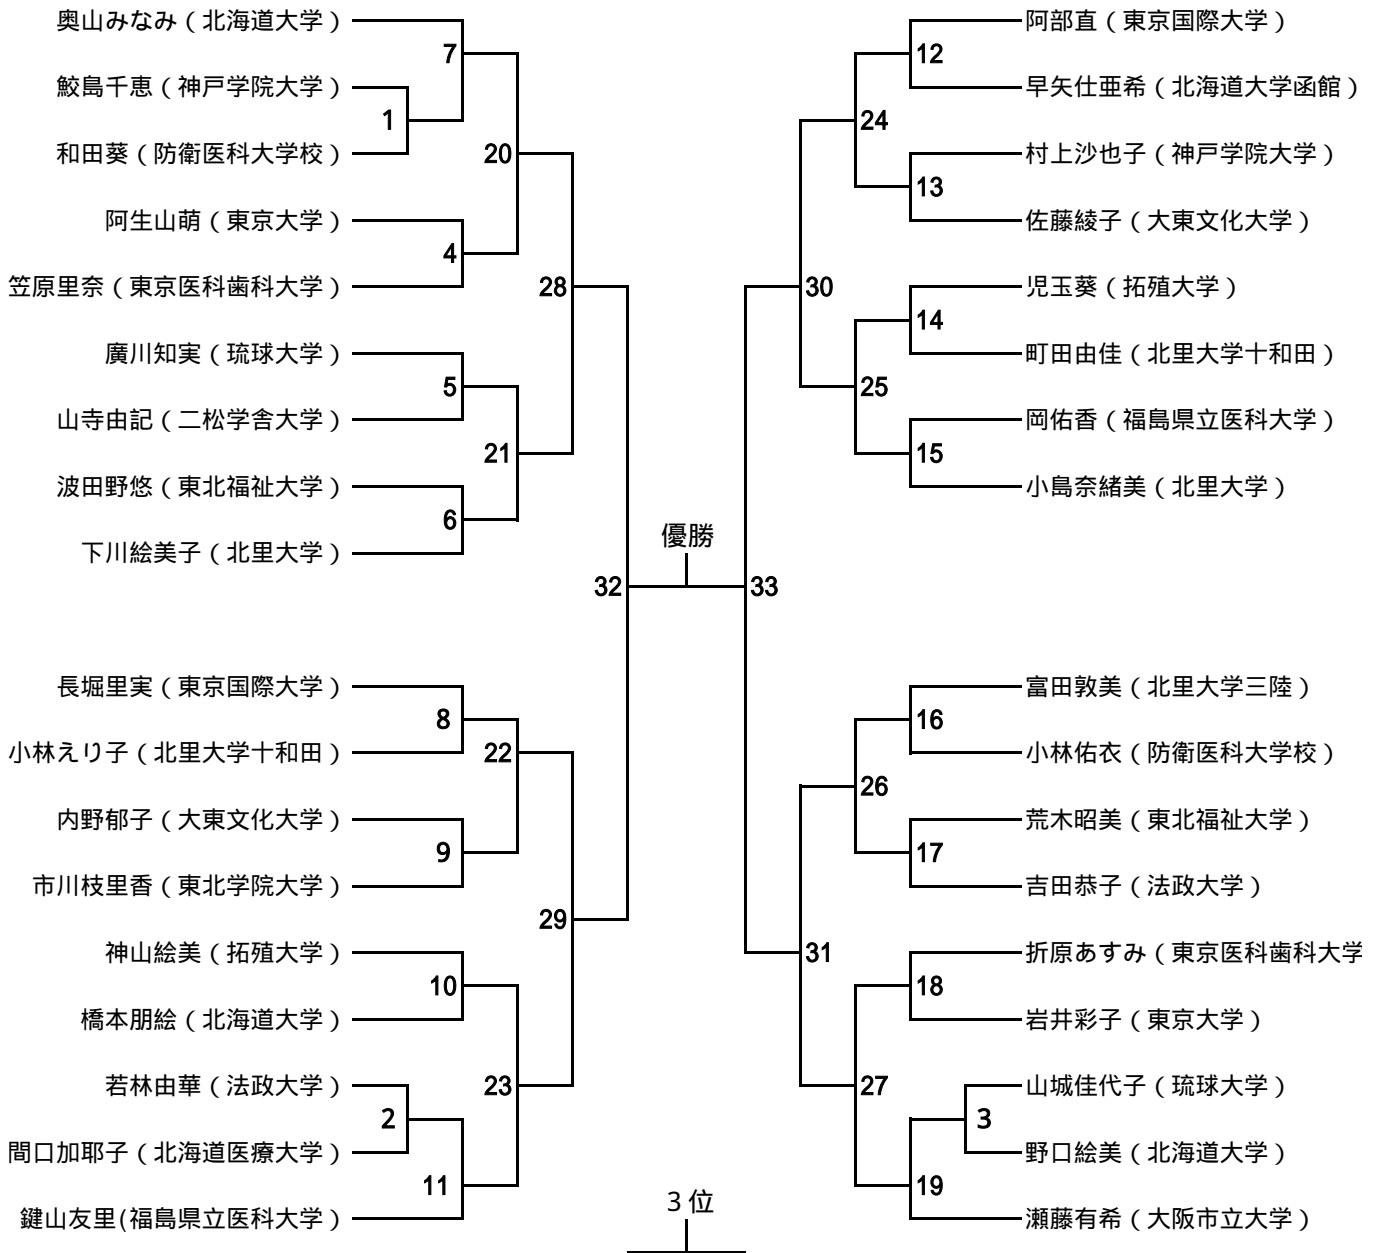 奥山みなみ（北海道大学）
7
鮫島千恵（神戸学院大学）
1
和田葵（防衛医科大学校）
20
阿生山萌（東京大学）
4
笠原里奈（東京医科歯科大学）
28
廣川知実（琉球大学）
5
山寺由記（二松学舎大学）
21
波田野悠（東北福祉大学）
6
下川絵美子（北里大学）
32
長堀里実（東京国際大学）
8
小林えり子（北里大学十和田）
22
内野郁子（大東文化大学）
9
市川枝里香（東北学院大学）
29
神山絵美（拓殖大学）
10
橋本朋絵（北海道大学）
若林由華（法政大学）
23
2
間口加耶子（北海道医療大学）
11
鍵山友里(福島県立医科大学）
優勝
3位
阿部直（東京国際大学）
12
早矢仕亜希（北海道大学函館）
24
村上沙也子（神戸学院大学）
13
佐藤綾子（大東文化大学）
児玉葵（拓殖大学）
30
14
町田由佳（北里大学十和田）
25
岡佑香（福島県立医科大学）
15
小島奈緒美（北里大学）
33
富田敦美（北里大学三陸）
16
小林佑衣（防衛医科大学校）
26
荒木昭美（東北福祉大学）
17
吉田恭子（法政大学）
折原あすみ（東京医科歯科大学
31
18
岩井彩子（東京大学）
山城佳代子（琉球大学）
27
3
野口絵美（北海道大学）
19
瀬藤有希（大阪市立大学）